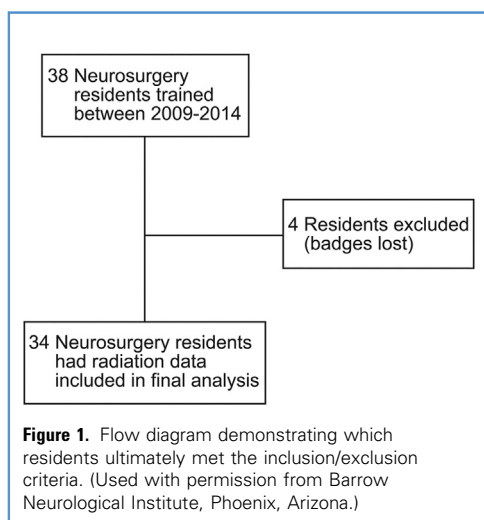 38 Neurosurgery
residents trained
between 2009-2014
4 Residents excluded
(badges lost)
34 Neurosurgery residents
had radiation data
included in final analysis
Figure 1. Flow diagram demonstrating which
residents ultimately met the inclusion/exclusion
criteria. (Used with permission from Barrow
Neurological Institute, Phoenix, Arizona.)